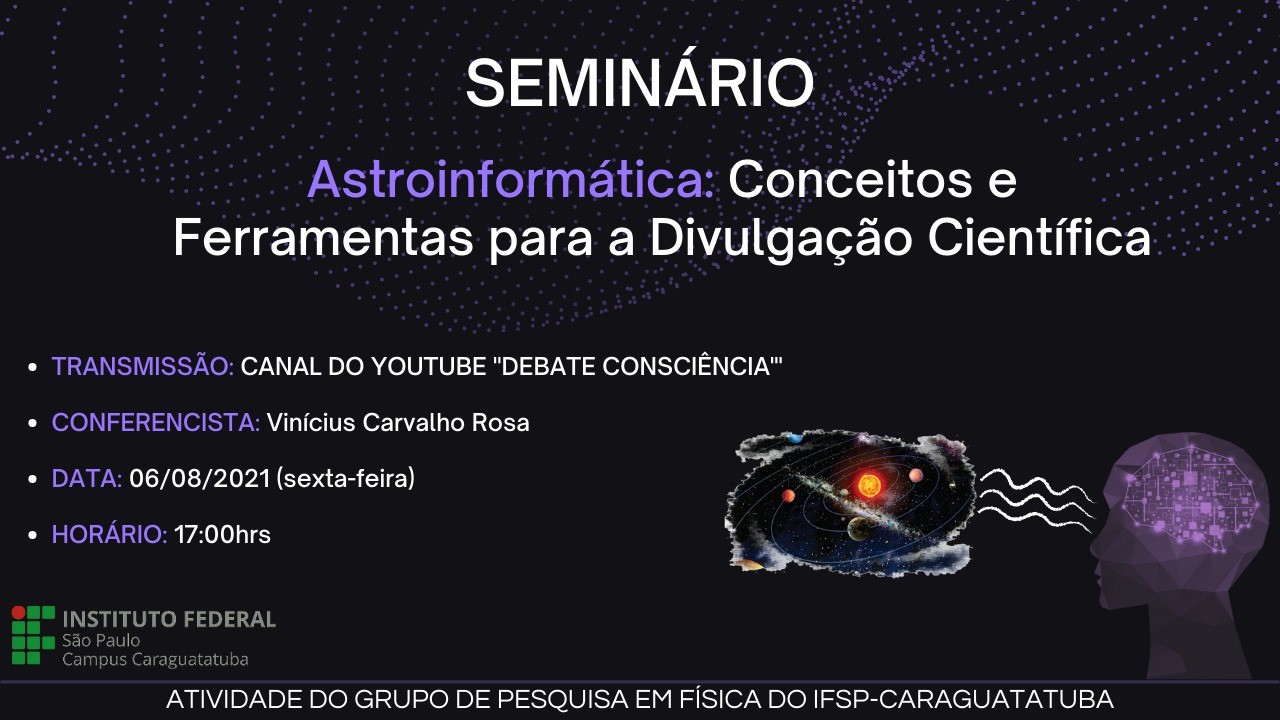 SEMINÁRIO
Astroinformática: Conceitos e
Ferramentas para a Divulgação Científica
• TRANSMISSÃO: CANAL DO YOUTUBE "DEBATE CONSCIÊNCIA'"
• CONFERENCISTA: Vinícius Carvalho Rosa
• DATA: 06/08/2021 (sexta-feira)
• HORÁRIO: 17:00hrs
INSTITUTO FEDERAL
São Paulo
Campus Caraguatatuba
ATIVIDADE DO GRUPO DE PESQUISA EM FÍSICA DO IFSP-CARAGUATATUBA